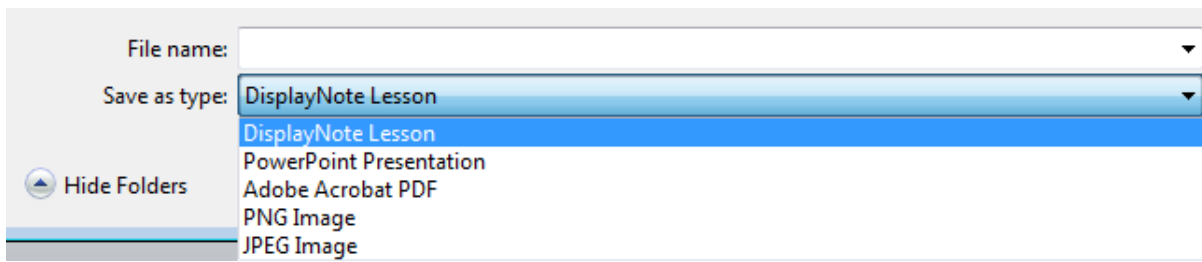 File name:
Save as type: DisplayNote Lesson
DisplayNote Lesson
PowerPoint Presentation
Adobe Acrobat PDF
Hide Folders
PNG Image
JPEG Image